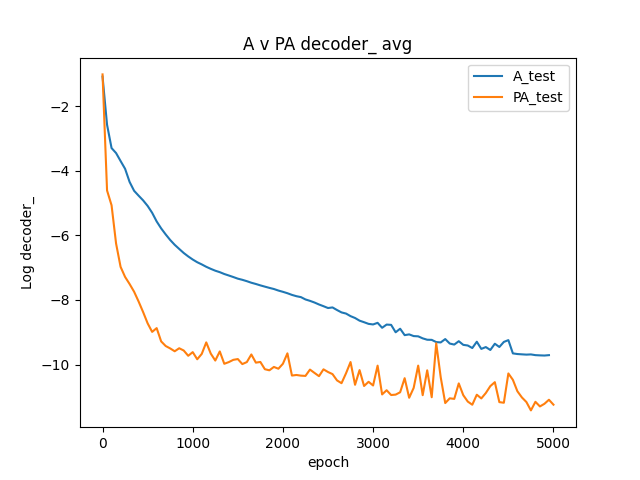 A v PA decoder_ avg
A_test
PA_test
Log decoder_
−2
−4
−6
−8
−10
0 1000 2000 3000 4000 5000
epoch